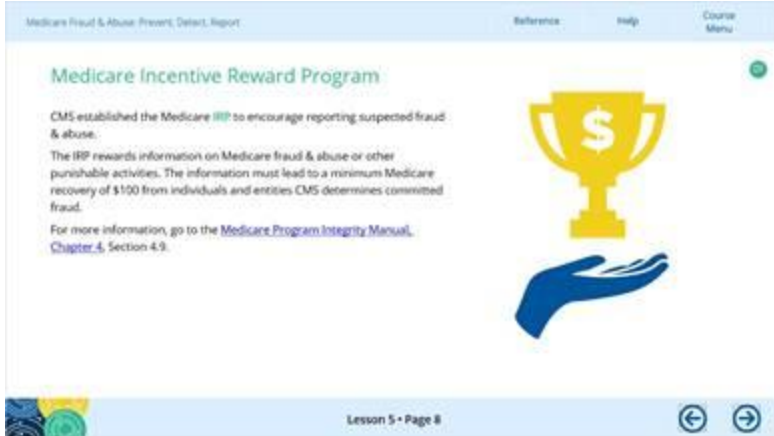 Medicare Fraud & Abuse: Prevent, Detect, Report
Reference
Help
Course
Menu
Medicare Incentive Reward Program
CMS established the Medicare IRP to encourage reporting suspected fraud
& abuse.
The IRP rewards information on Medicare fraud & abuse or other
punishable activities. The information must lead to a minimum Medicare
recovery of $100 from individuals and entities CMS determines committed
fraud.
For more information, go to the Medicare Program Integrity Manual,
Chapter 4, Section 4.9.
$
Lesson 5 • Page 8